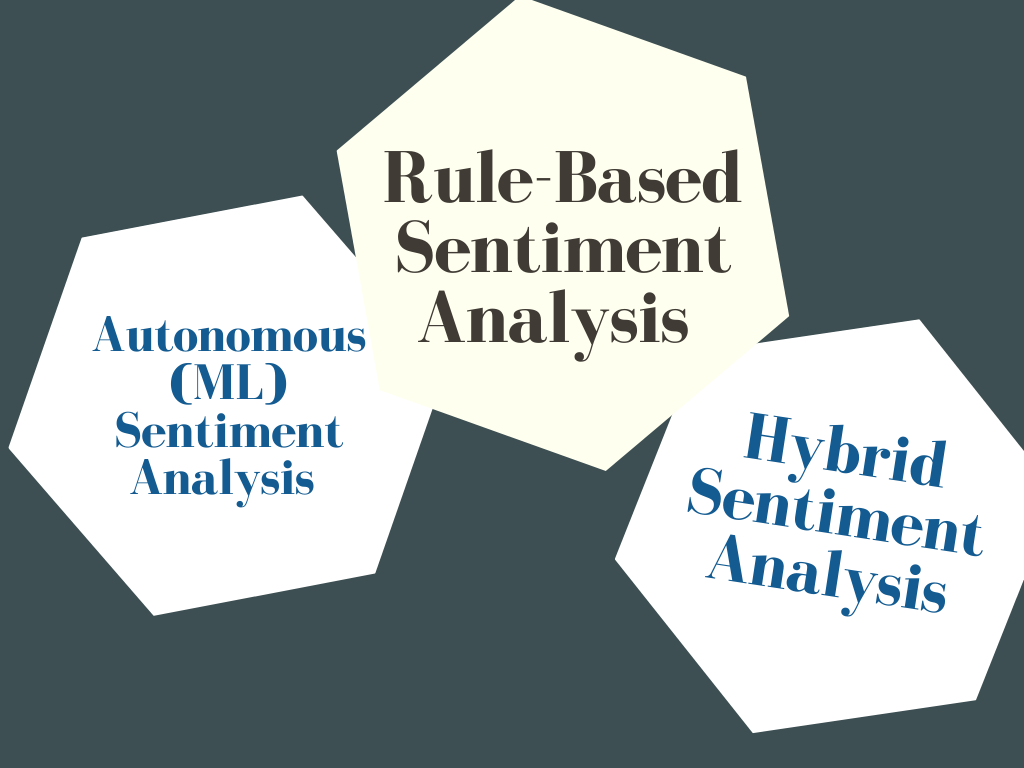 Rule-Based
Sentiment
Analysis
Autonomous
(ML)
Sentiment
Analysis
Hybrid
Sentiment
Analysis